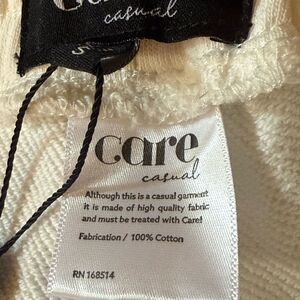 care
casual
S
care
casual
Although this is a casual garment
it is made of high quality fabric
and must be treated with Care!
Fabrication / 100% Cotton
RN 168514